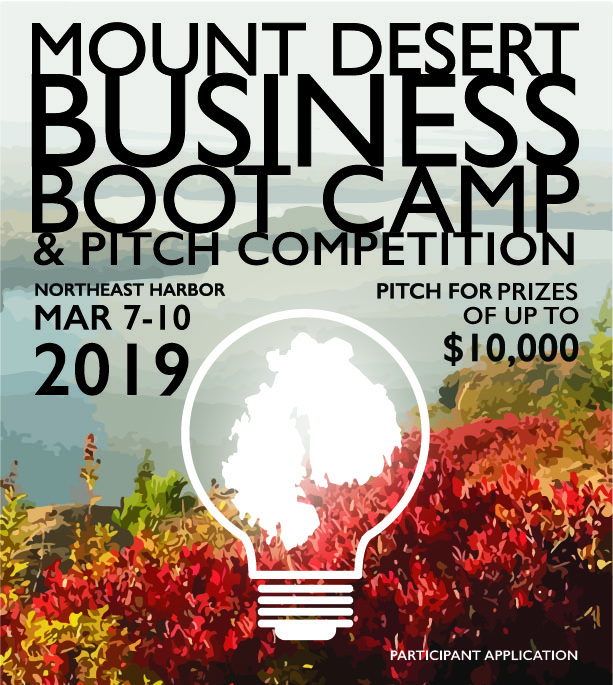 MOUNT DESERT
BUSINESS
BOOT CAMP
& PITCH COMPETITION
NORTHEAST HARBOR
MAR 7-10
2019
PITCH FOR PRIZES
OF UP TO
$10,000
PARTICIPANT APPLICATION